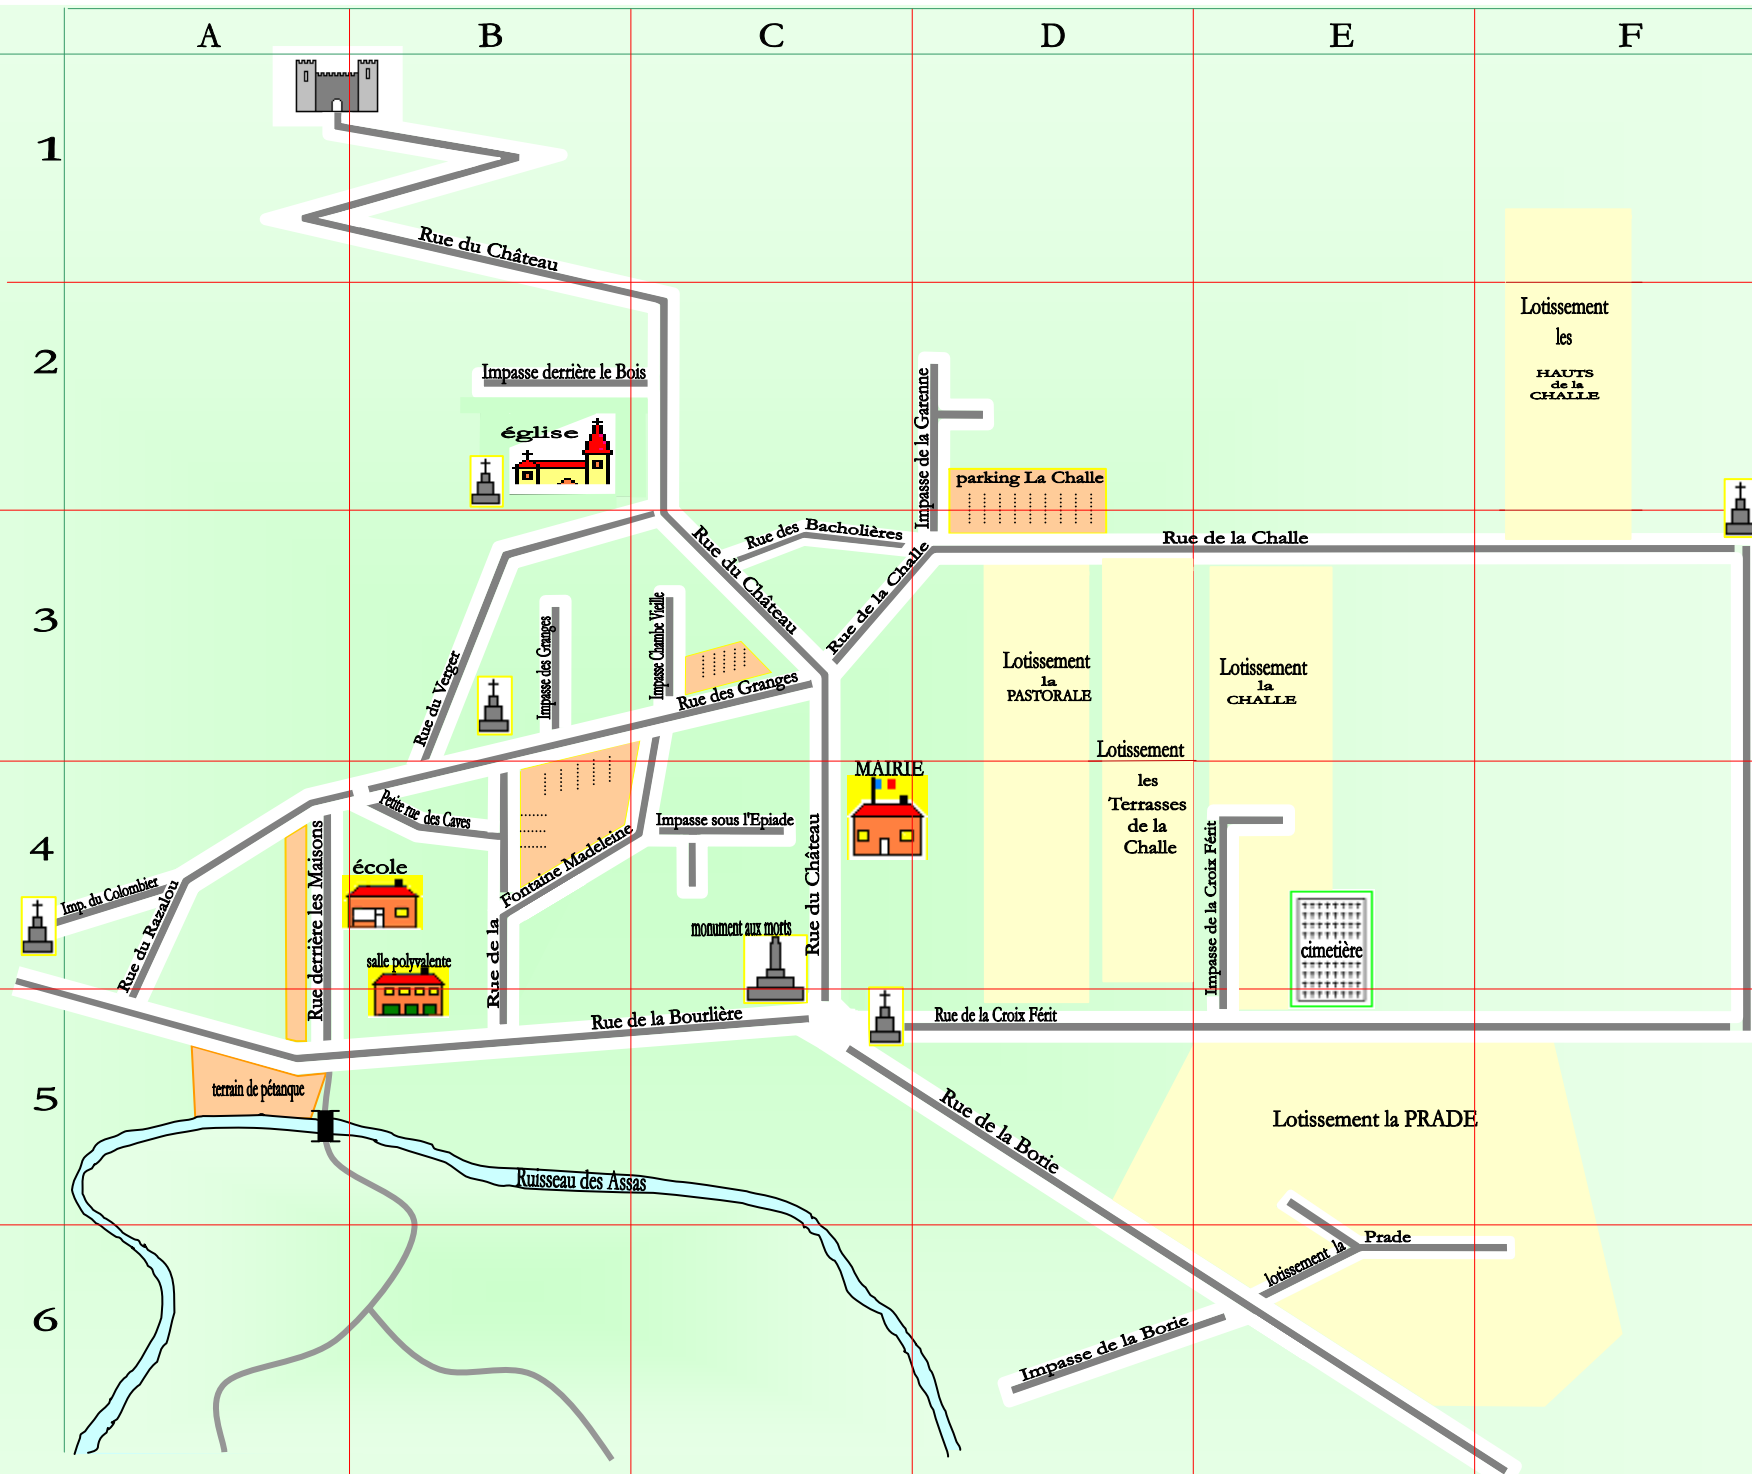 A B C D E F
1
Rue du Château
Lotissement
les
HAUTS
de la
CHALLE
2
Impasse derrière le Bois
Impasse de la Garenne
église
parking La Challe
Rue du Château
Rue des Bacholières
Rue de la Challe
Rue de la Challe
3
Rue du Verger
Impasse des Granges
Impasse Chambe Vieille
Rue des Granges
Lotissement
la
PASTORALE
Lotissement
la
CHALLE
Lotissement
les
Terrasses
de la
Challe
MAIRIE
4
Petite rue des Caves
Impasse sous l'Epiade
Rue de la Fontaine Madeleine
Rue du Château
école
Rue derrière les Maisons
Imp. du Colombier
Rue du Razalou
salle polyvalente
monument aux morts
Impasse de la Croix Férit
cimetière
Rue de la Bourlière
Rue de la Croix Férit
5
terrain de pétanque
Rue de la Borie
Lotissement la PRADE
Ruisseau des Assas
lotissement la Prade
6
Impasse de la Borie